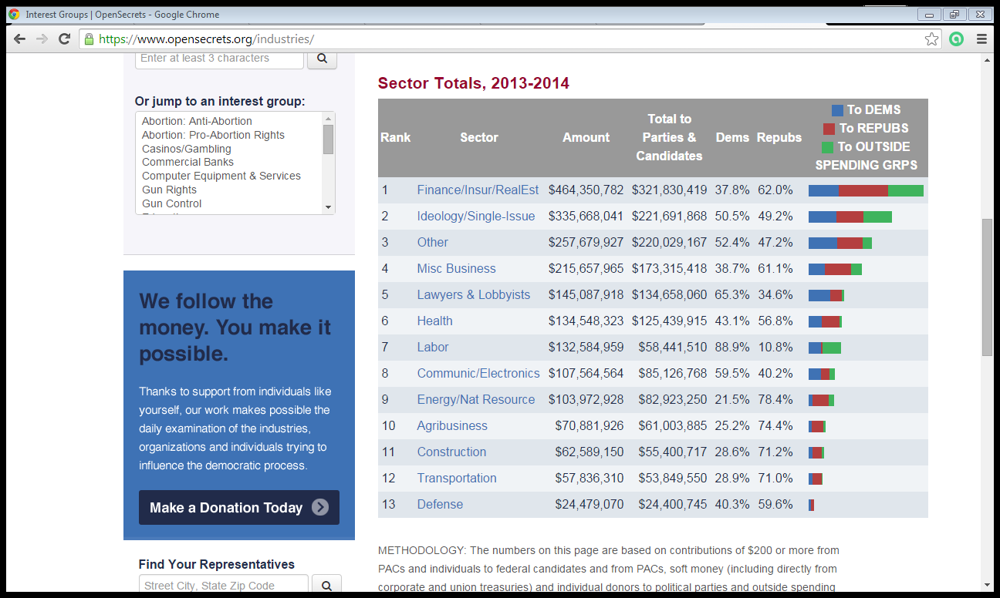 Interest Groups | OpenSecrets - Google Chrome
https://www.opensecrets.org/industries/
Enter at least 3 characters
Or jump to an interest group:
Abortion: Anti-Abortion
Abortion: Pro-Abortion Rights
Casinos/Gambling
Commercial Banks
Computer Equipment & Services
Gun Rights
Gun Control
We follow the
money. You make it
possible.
Thanks to support from individuals like
yourself, our work makes possible the
daily examination of the industries,
organizations and individuals trying to
influence the democratic process.
Make a Donation Today
Find Your Representatives
Street City, State Zip Code
Sector Totals, 2013-2014
Rank Sector Amount Total to Parties & Candidates Dems Repubs To DEMS To REPUBS To OUTSIDE SPENDING GRPS
1 Finance/Insur/RealEst $464,350,782 $321,830,419 37.8% 62.0%
2 Ideology/Single-Issue $335,668,041 $221,691,868 50.5% 49.2%
3 Other $257,679,927 $220,029,167 52.4% 47.2%
4 Misc Business $215,657,965 $173,315,418 38.7% 61.1%
5 Lawyers & Lobbyists $145,087,918 $134,658,060 65.3% 34.6%
6 Health $134,548,323 $125,439,915 43.1% 56.8%
7 Labor $132,584,959 $58,441,510 88.9% 10.8%
8 Communic/Electronics $107,564,564 $85,126,768 59.5% 40.2%
9 Energy/Nat Resource $103,972,928 $82,923,250 21.5% 78.4%
10 Agribusiness $70,881,926 $61,003,885 25.2% 74.4%
11 Construction $62,589,150 $55,400,717 28.6% 71.2%
12 Transportation $57,836,310 $53,849,550 28.9% 71.0%
13 Defense $24,479,070 $24,400,745 40.3% 59.6%
METHODOLOGY: The numbers on this page are based on contributions of $200 or more from
PACs and individuals to federal candidates and from PACs, soft money (including directly from
corporate and union treasuries) and individual donors to political parties and outside spending